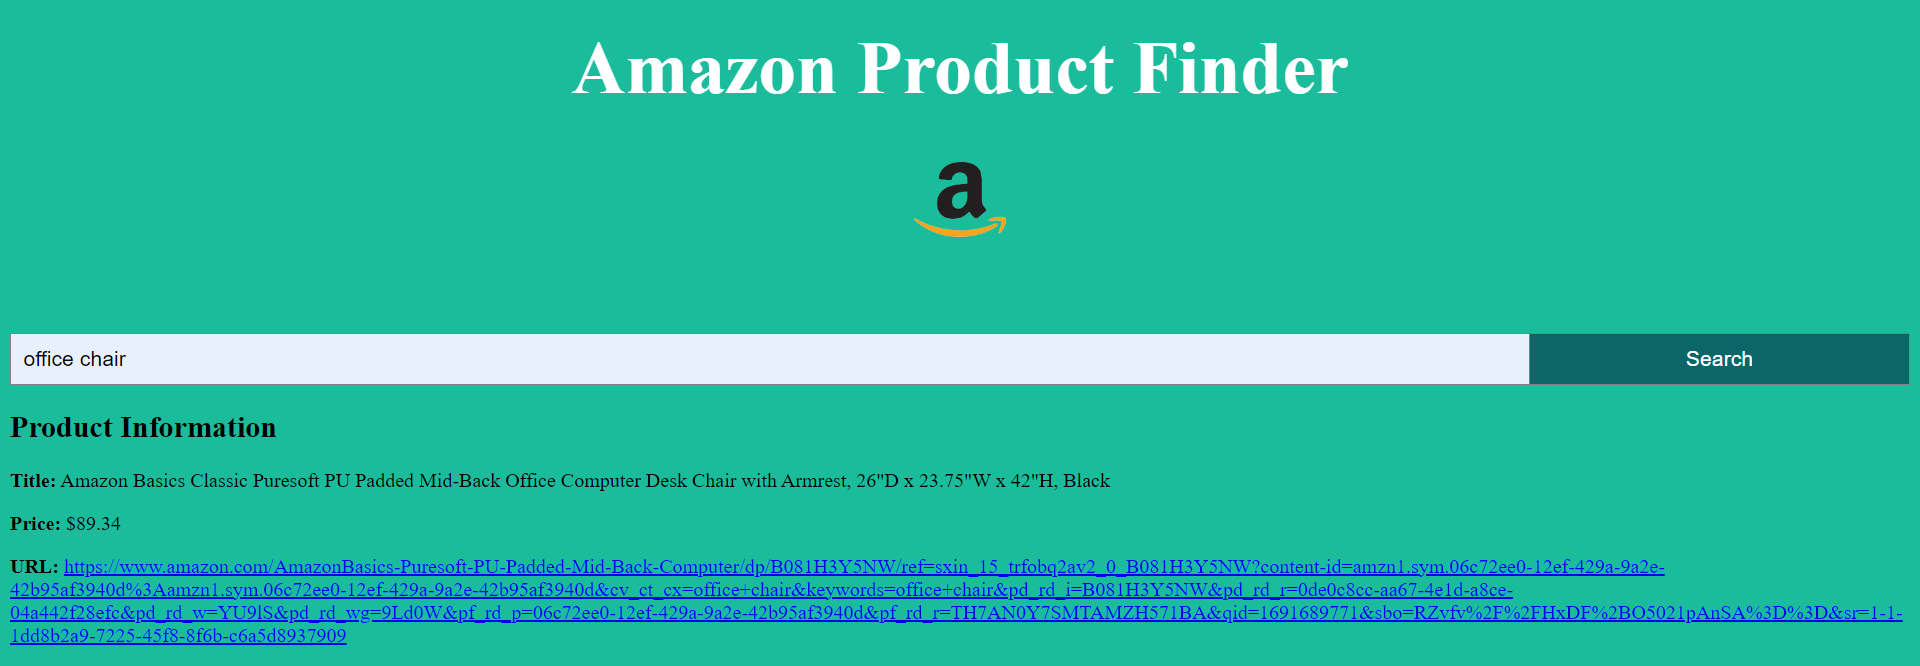 Amazon Product Finder
a
office chair
Search
Product Information
Title: Amazon Basics Classic Puresoft PU Padded Mid-Back Office Computer Desk Chair with Armrest, 26"D x 23.75"W x 42"H, Black
Price: $89.34
URL: https://www.amazon.com/AmazonBasics-Puresoft-PU-Padded-Mid-Back-Computer/dp/B081H3Y5NW/ref=sxin_15_trfobq2av2_0_B081H3Y5NW?content-id=amzn1.sym.06c72ee0-12ef-429a-9a2e-
42b95af3940d%3Aamzn1.sym.06c72ee0-12ef-429a-9a2e-42b95af3940d&cv_ct_cx=office+chair&keywords=office+chair&pd_rd_i=B081H3Y5NW&pd_rd_r=0de0c8cc-aa67-4e1d-a8ce-
04a442f28efc&pd_rd_w=YU9lS&pd_rd_wg=9Ld0W&pf_rd_p=06c72ee0-12ef-429a-9a2e-42b95af3940d&pf_rd_r=TH7AN0Y7SMTAMZH571BA&qid=1691689771&sbo=RZvfv%2F%2FHxDF%2BO5021pAnSA%3D%3D&sr=1-1-
1dd8b2a9-7225-45f8-8f6b-c6a5d8937909